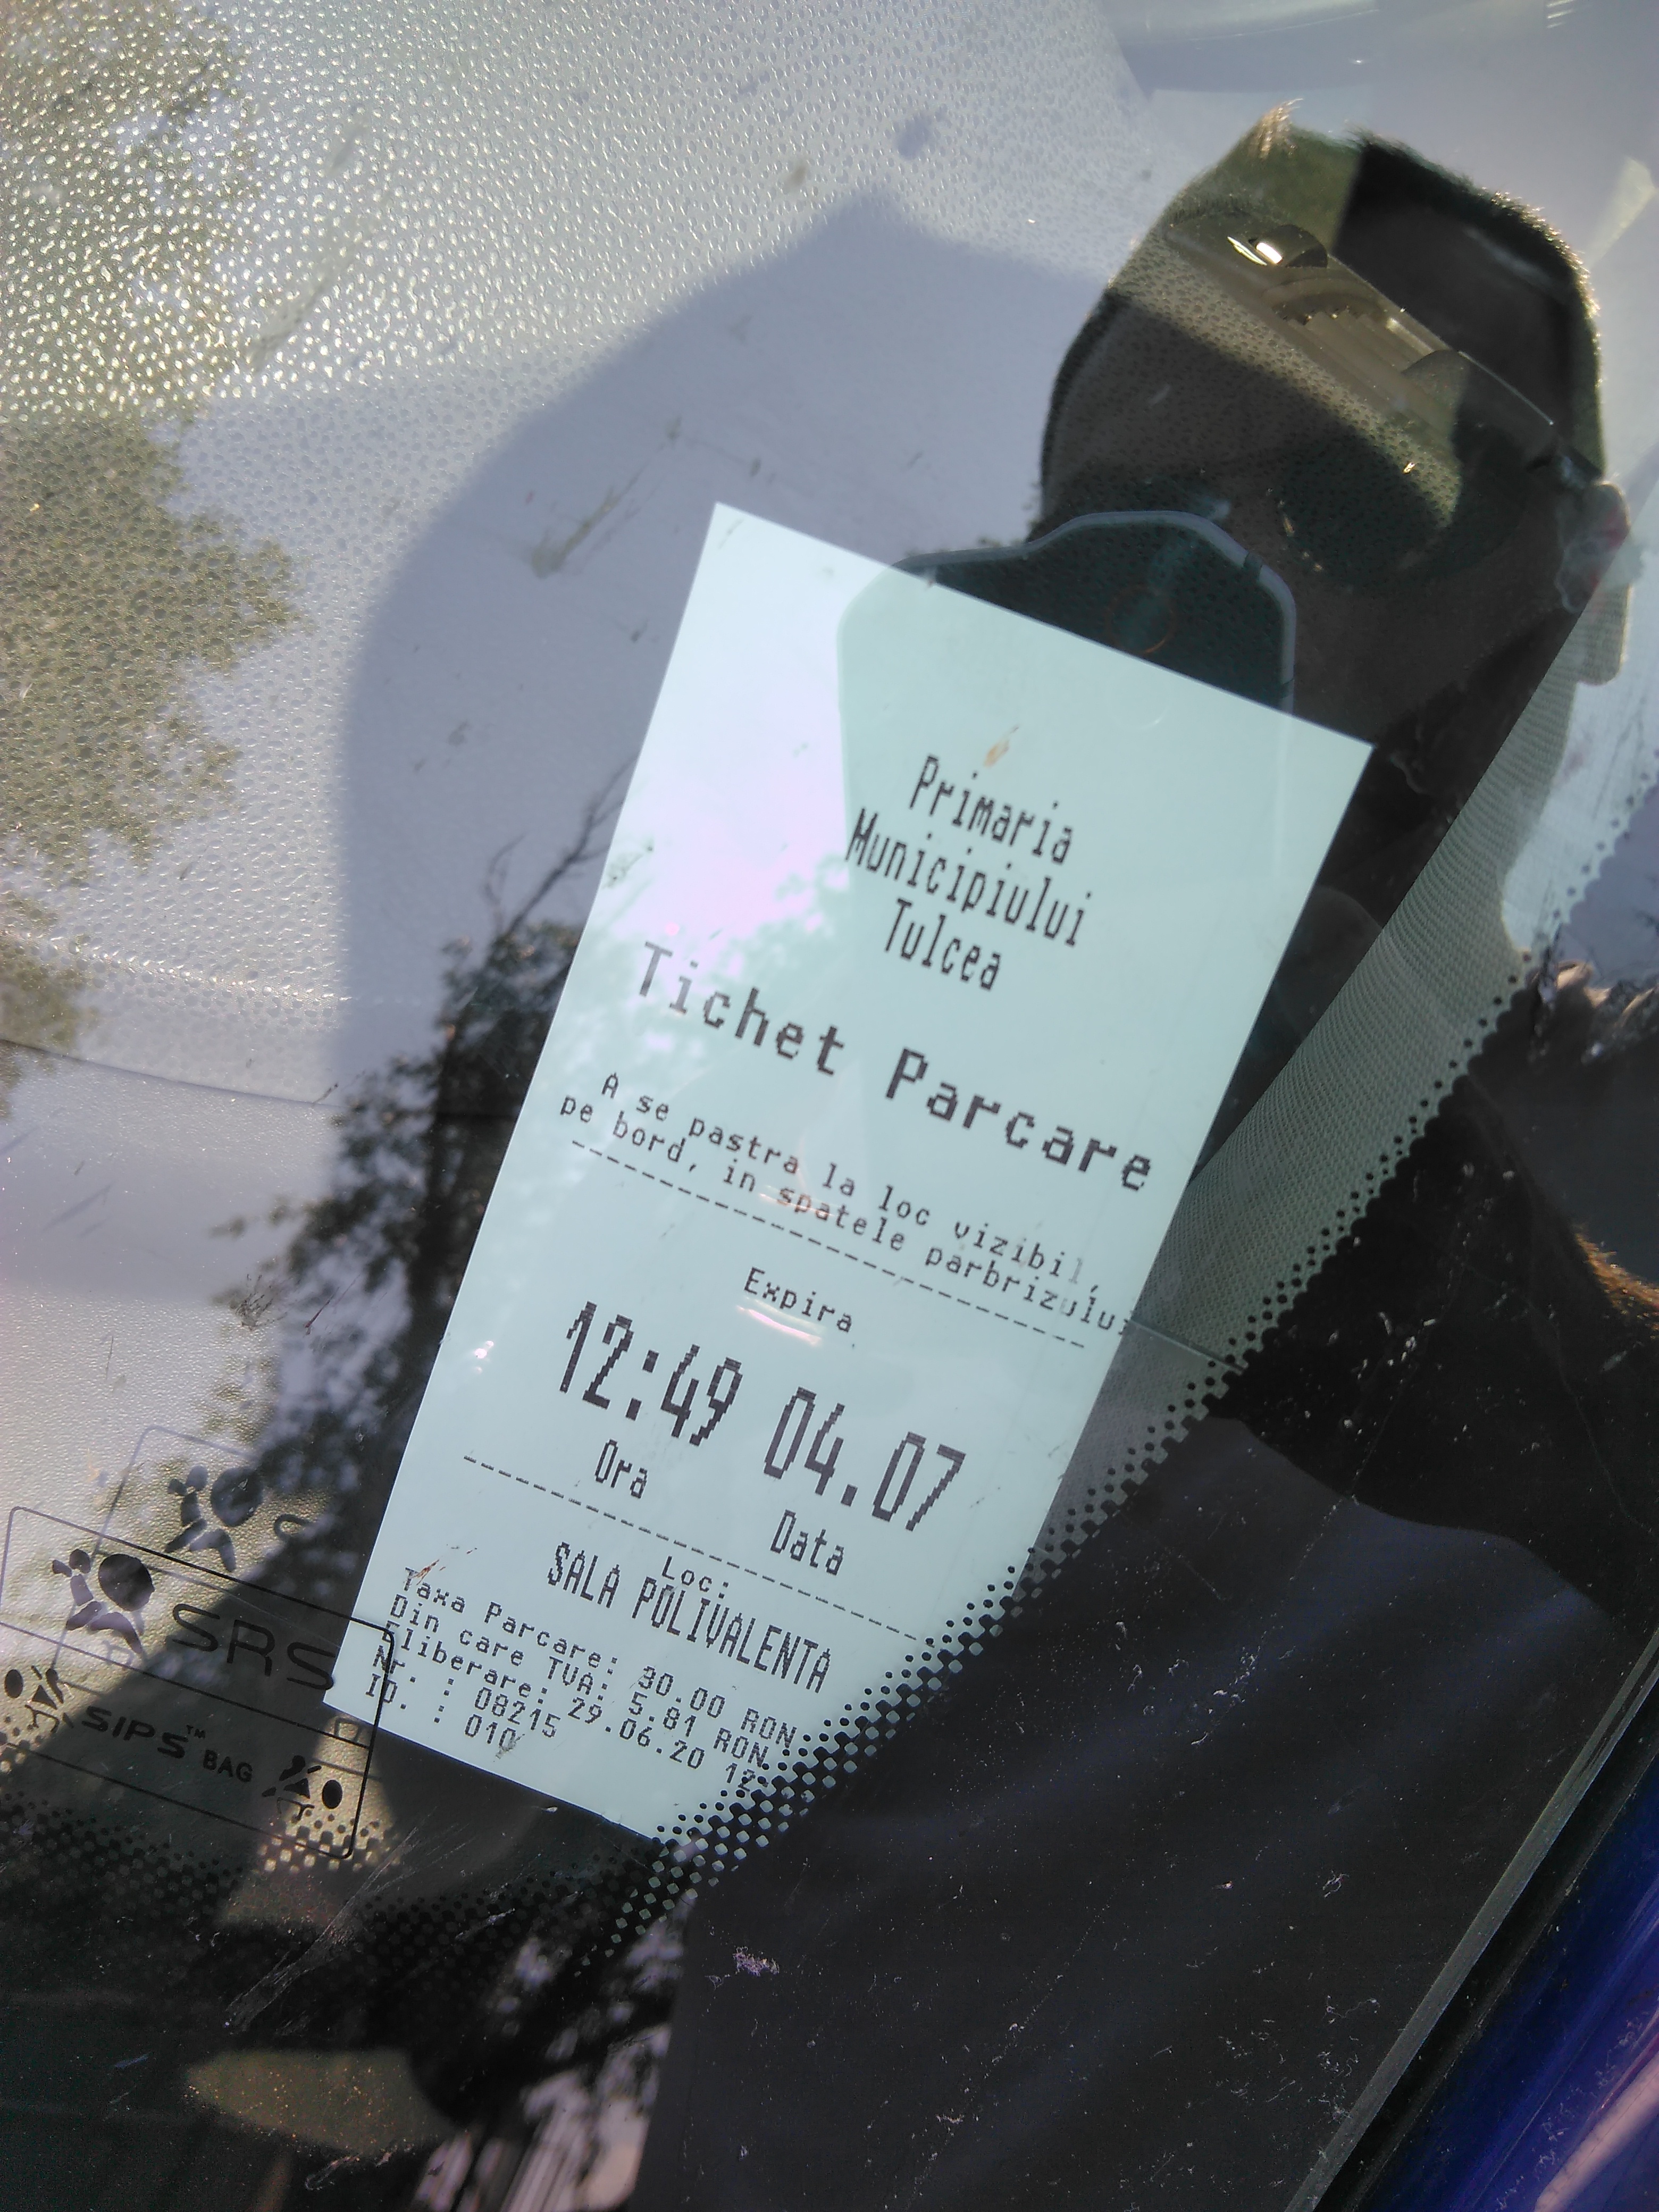 Primaria
Municipiului
Tulcea
Tichet Parcare
A se pastra la loc vizibil,
pe bord, in spatele parbrizului
Expira
12:49 04.07
Ora Data
Loc:
SALA POLIVALENTA
Taxa Parcare: 30.00 RON
Din care TVA: 5.81 RON
Eliberare: 29.06.20 12:
Nr. : 08215
ID. : 010
SRS
SIPS™ BAG